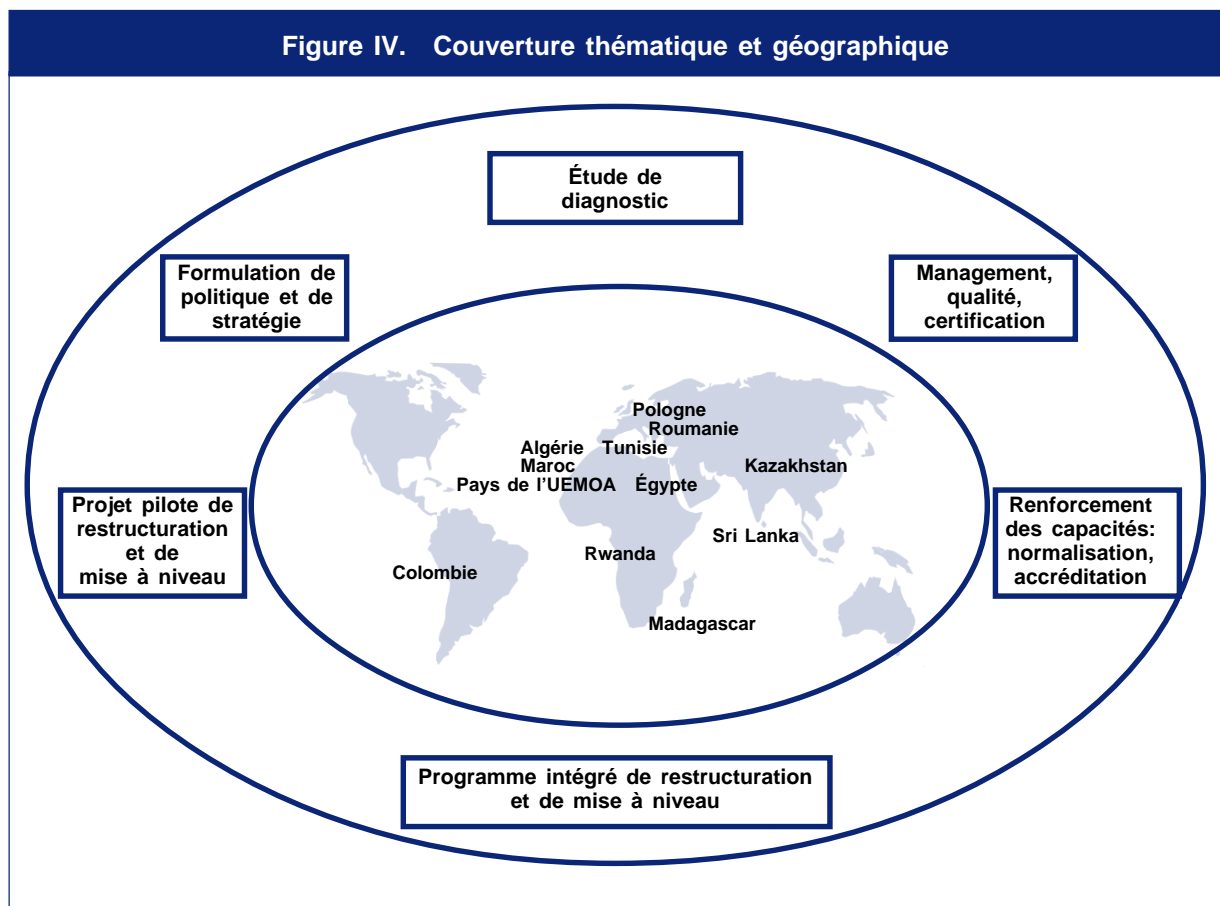 Figure IV. Couverture thématique et géographique
Étude de
diagnostic
Formulation de
politique et de
stratégie
Management,
qualité,
certification
Pologne
Roumanie
Algérie
Tunisie
Maroc
Kazakhstan
Pays de l'UEMOA
Égypte
Sri Lanka
Rwanda
Colombie
Madagascar
Projet pilote de
restructuration
et de
mise à niveau
Renforcement
des capacités:
normalisation,
accréditation
Programme intégré de restructuration
et de mise à niveau